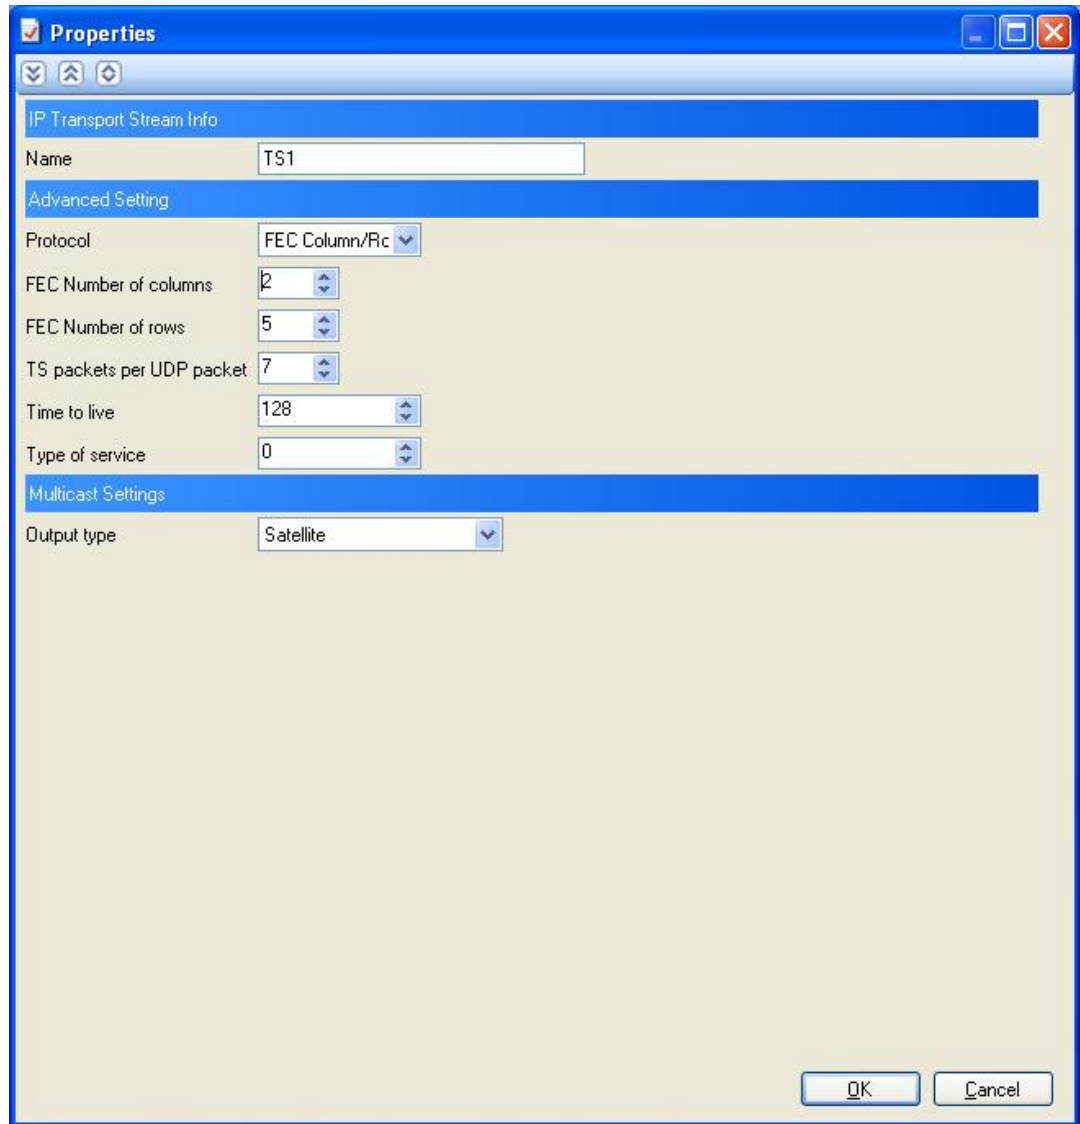 Properties
IP Transport Stream Info
Name TS1
Advanced Setting
Protocol FEC Column/Rc
FEC Number of columns 2
FEC Number of rows 5
TS packets per UDP packet 7
Time to live 128
Type of service 0
Multicast Settings
Output type Satellite
OK Cancel